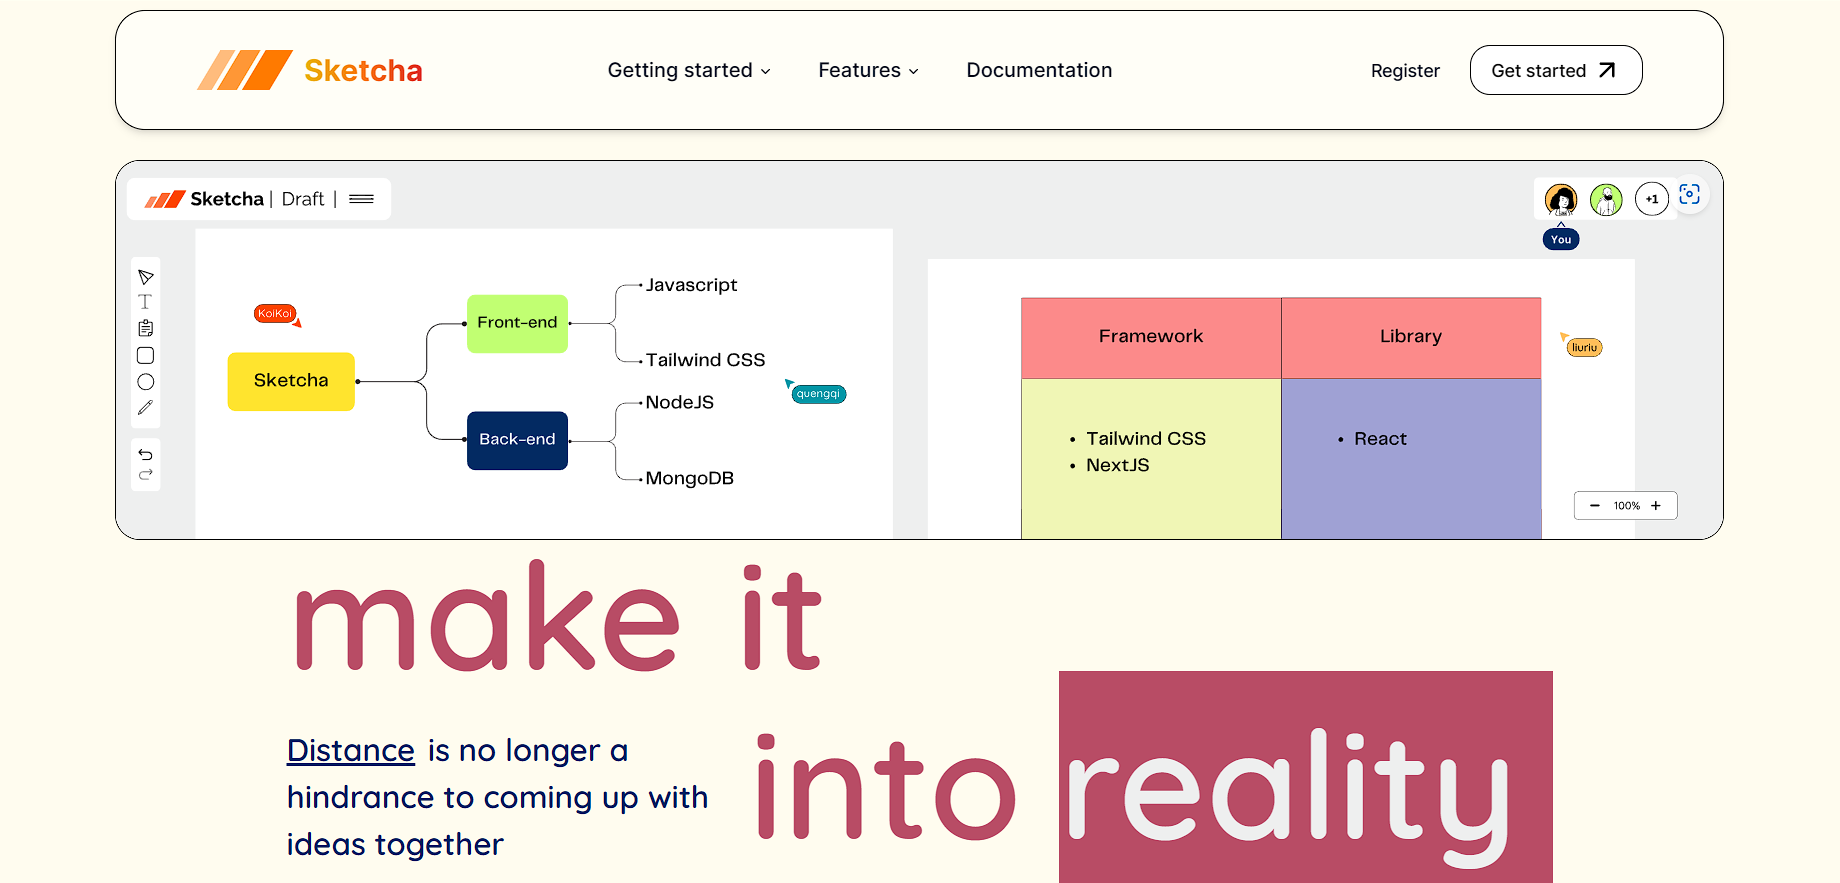 Sketcha
Getting started
Features
Documentation
Register
Get started
Sketcha | Draft |
+1
You
KoiKoi
Sketcha
Front-end
Back-end
Javascript
Tailwind CSS
NodeJS
MongoDB
quengqi
Framework
Library
• Tailwind CSS
• NextJS
• React
liuriu
− 100% +
make it
into reality
Distance is no longer a
hindrance to coming up with
ideas together